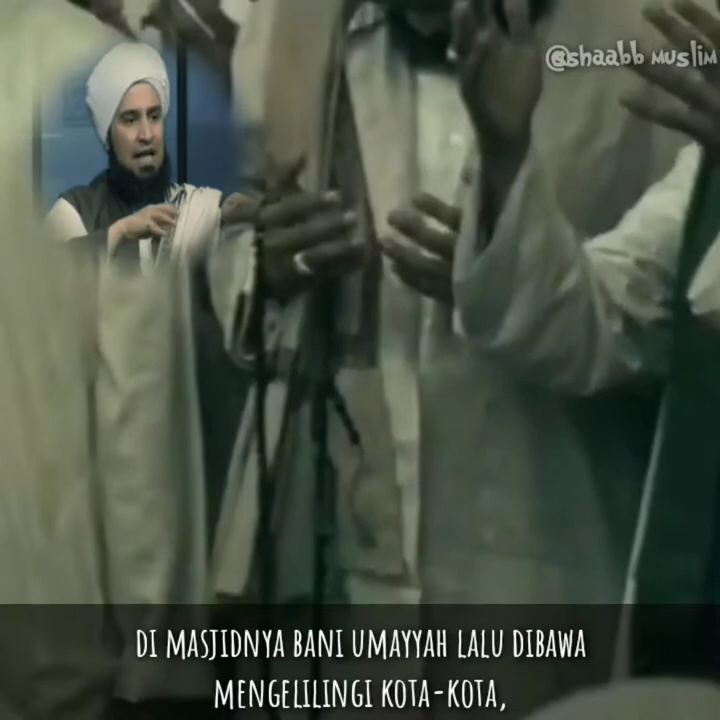 @shaabb MUSLIM
DI MASJIDNYA BANI UMAYYAH LALU DIBAWA
MENGELILINGI KOTA-KOTA,